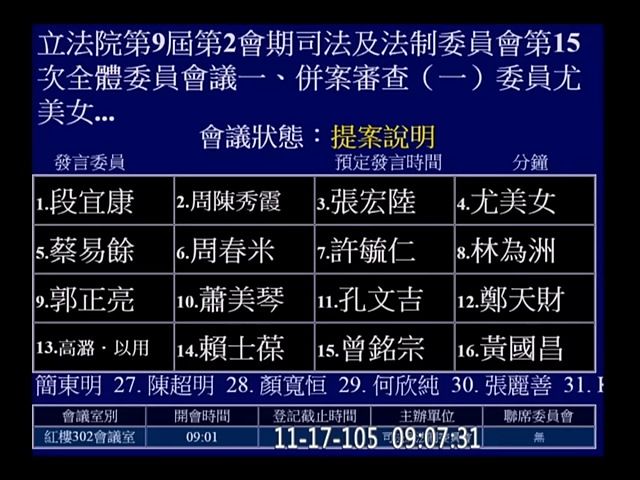 立法院第9屆第2會期司法及法制委員會第15
次全體委員會議一、併案審查（一）委員尤
美女...
會議狀態：提案說明
發言委員 預定發言時間 分鐘
1.段宜康 2.周陳秀霞 3.張宏陸 4.尤美女
5.蔡易餘 6.周春米 7.許毓仁 8.林為洲
9.郭正亮 10.蕭美琴 11.孔文吉 12.鄭天財
13.高潞．以用 14.賴士葆 15.曾銘宗 16.黃國昌
簡東明 27. 陳超明 28. 顏寬恒 29. 何欣純 30. 張麗善 31.
會議室別 開會時間 登記截止時間 主辦單位 聯席委員會
紅樓302會議室 09:01 無
11-17-105 09:07:31